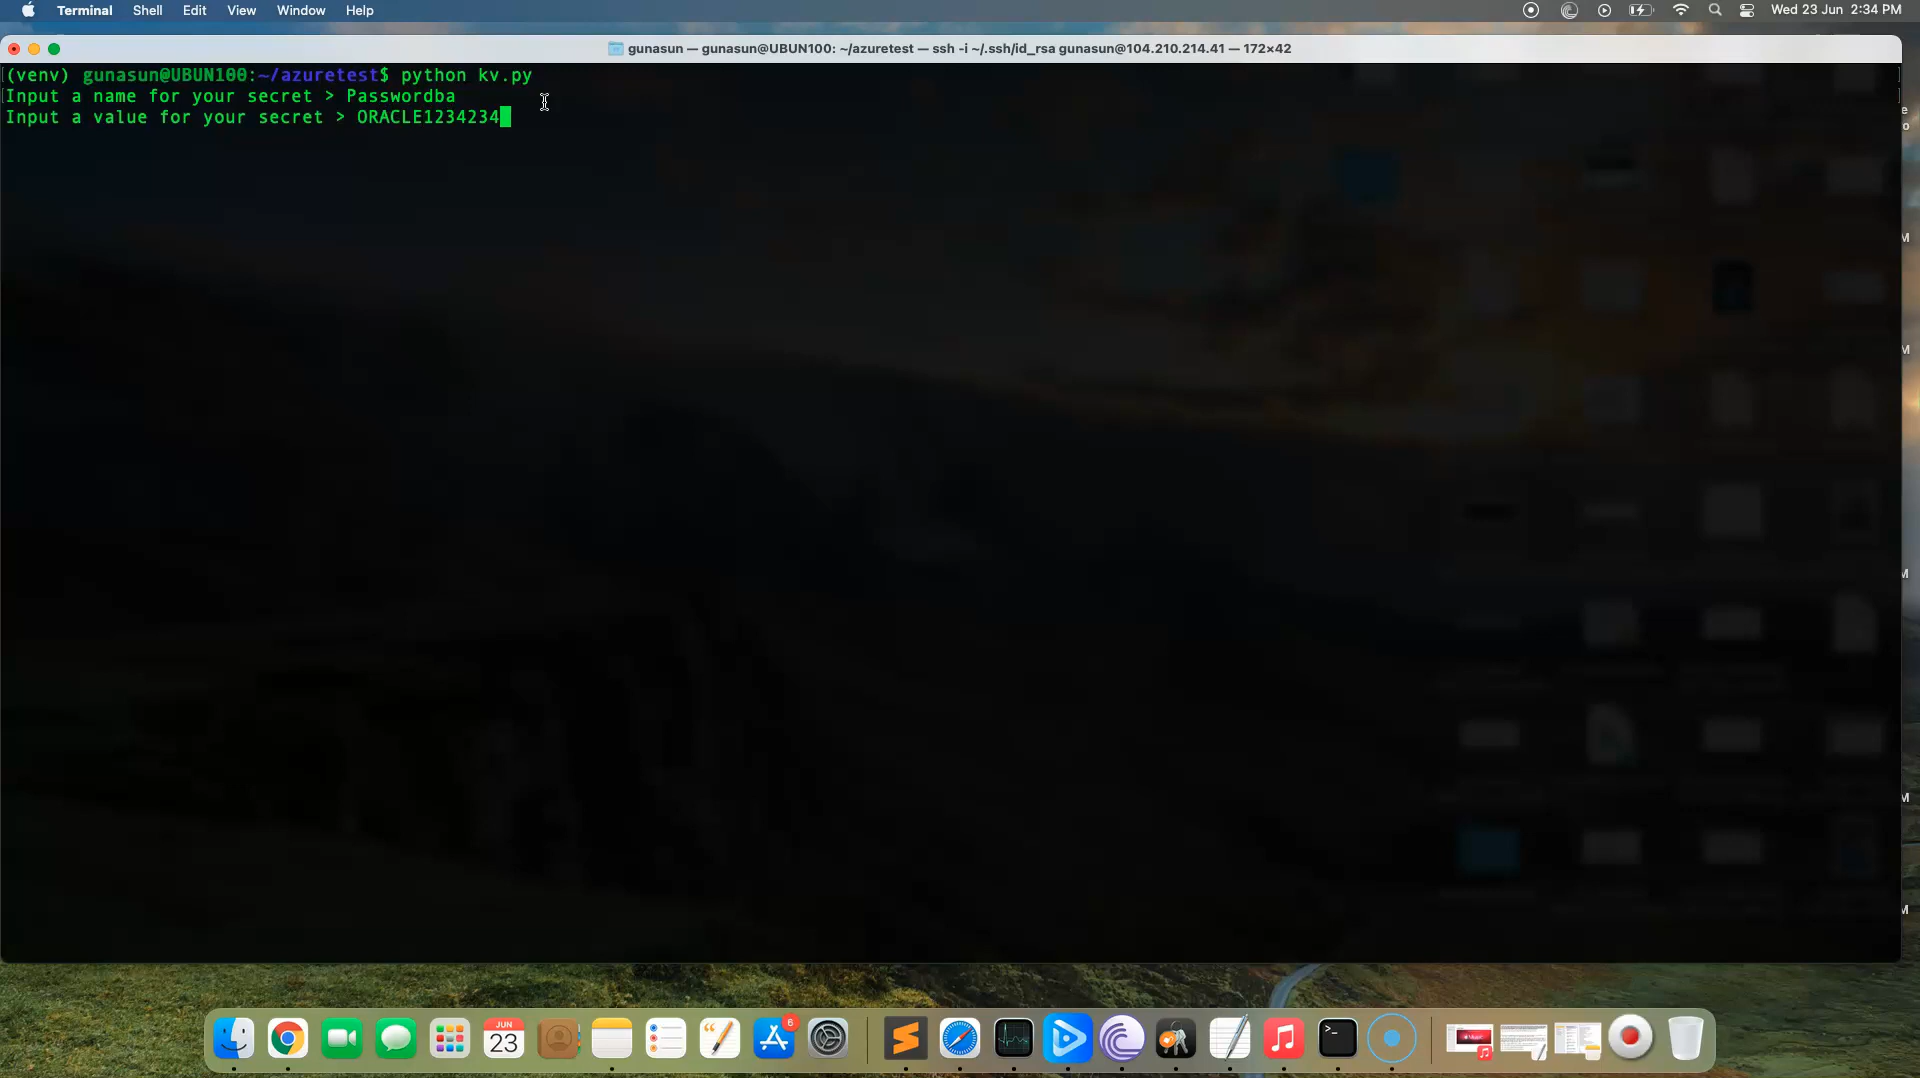 Terminal Shell Edit View Window Help Wed 23 Jun 2:34 PM
gunasun — gunasun@UBUN100: ~/azuretest — ssh -i ~/.ssh/id_rsa gunasun@104.210.214.41 — 172×42
(venv) gunasun@UBUN100:~/azuretest$ python kv.py
Input a name for your secret > Passwordba
Input a value for your secret > ORACLE1234234
JUN
23
6